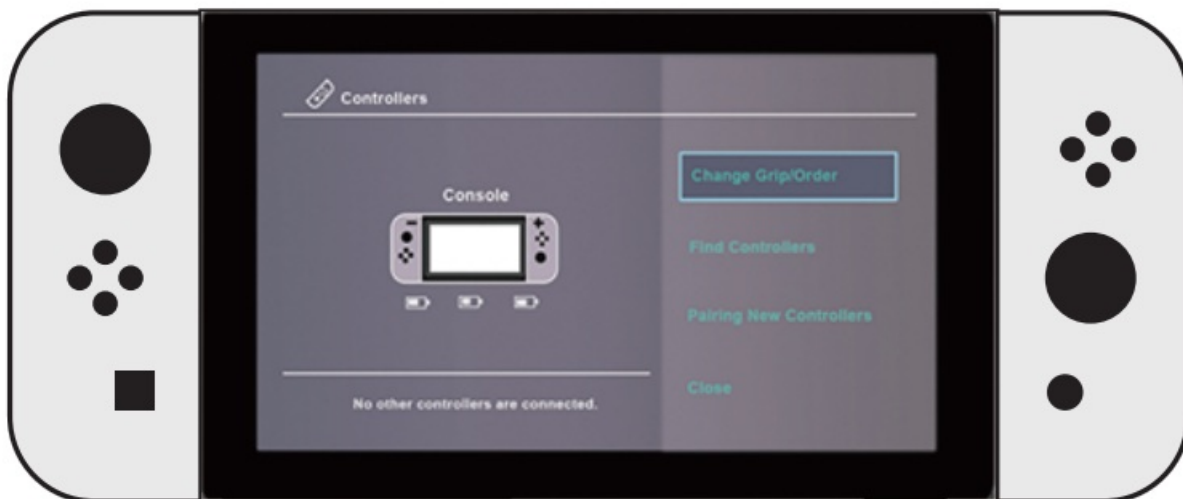 Controllers
Console
No other controllers are connected.
Change Grip/Order
Find Controllers
Pairing New Controllers
Close